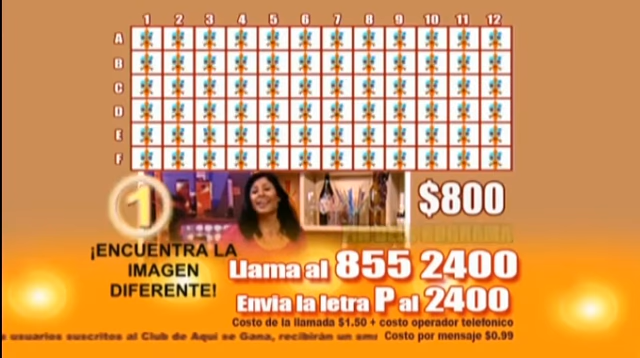 1 2 3 4 5 6 7 8 9 10 11 12
A
B
C
D
E
F
1
$800
¡ENCUENTRA LA
IMAGEN
DIFERENTE!
Llama al 855 2400
Envia la letra P al 2400
Costo de la llamada $1.50 + costo operador telefonico
usuarios suscritos al Club de Aqui se Gana, recibirán un
Costo por mensaje $0.99